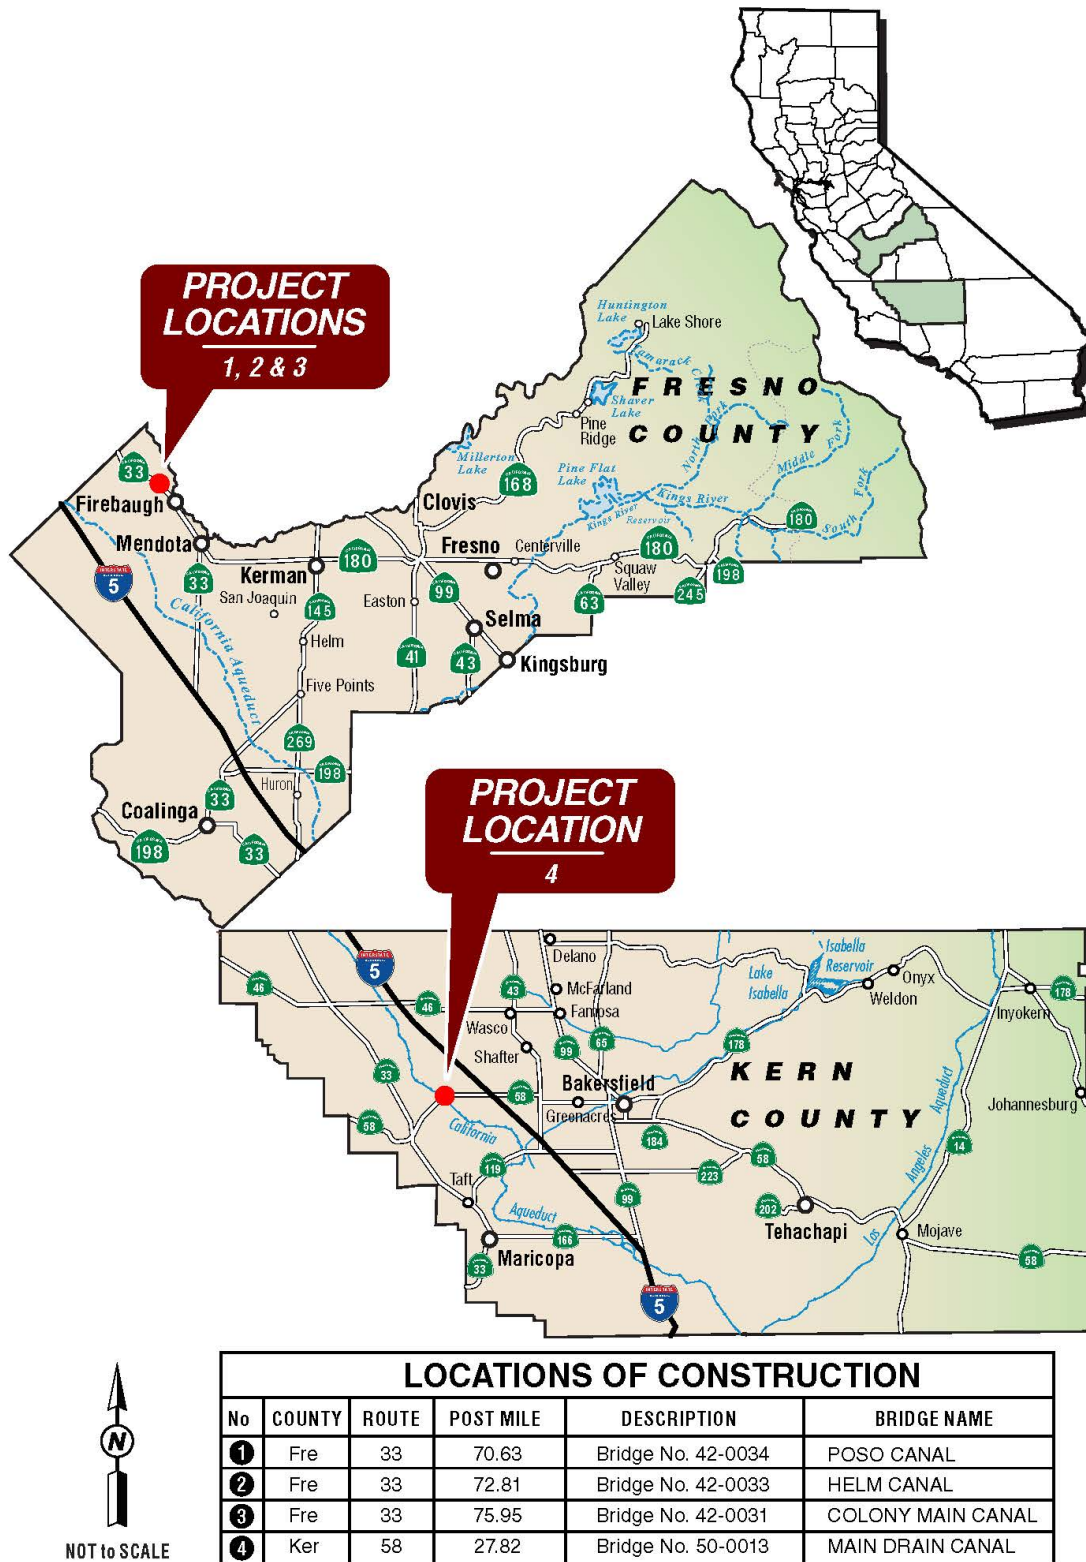 PROJECT
LOCATIONS
1, 2 & 3
Huntington
Lake
Lake Shore
Tamarack Creek
FRESNO
COUNTY
Shaver
Lake
Pine
Ridge
North Fork
Middle Fork
South Fork
Millerton
Lake
Pine Flat
Lake
Kings River
Kings River
Reservoir
33
Firebaugh
Mendota
Clovis
168
Fresno
Centerville
180
Squaw
Valley
180
198
245
63
INTERSTATE
5
33
Kerman
180
San Joaquin
145
Easton
99
Selma
41
43
Kingsburg
Helm
California Aqueduct
Five Points
269
198
Huron
33
Coalinga
198
33
PROJECT
LOCATION
4
INTERSTATE
5
46
46
43
Delano
McFarland
Famosa
Wasco
Shafter
99
65
Lake
Isabella
Isabella
Reservoir
Onyx
Weldon
178
Inyokern
178
33
58
58
Bakersfield
Greenacres
KERN
COUNTY
Johannesburg
California
Aqueduct
184
58
223
119
Taft
99
202
Tehachapi
Los Angeles Aqueduct
14
Mojave
58
166
Maricopa
33
INTERSTATE
5
N
NOT to SCALE
LOCATIONS OF CONSTRUCTION
No COUNTY ROUTE POST MILE DESCRIPTION BRIDGE NAME
1 Fre 33 70.63 Bridge No. 42-0034 POSO CANAL
2 Fre 33 72.81 Bridge No. 42-0033 HELM CANAL
3 Fre 33 75.95 Bridge No. 42-0031 COLONY MAIN CANAL
4 Ker 58 27.82 Bridge No. 50-0013 MAIN DRAIN CANAL